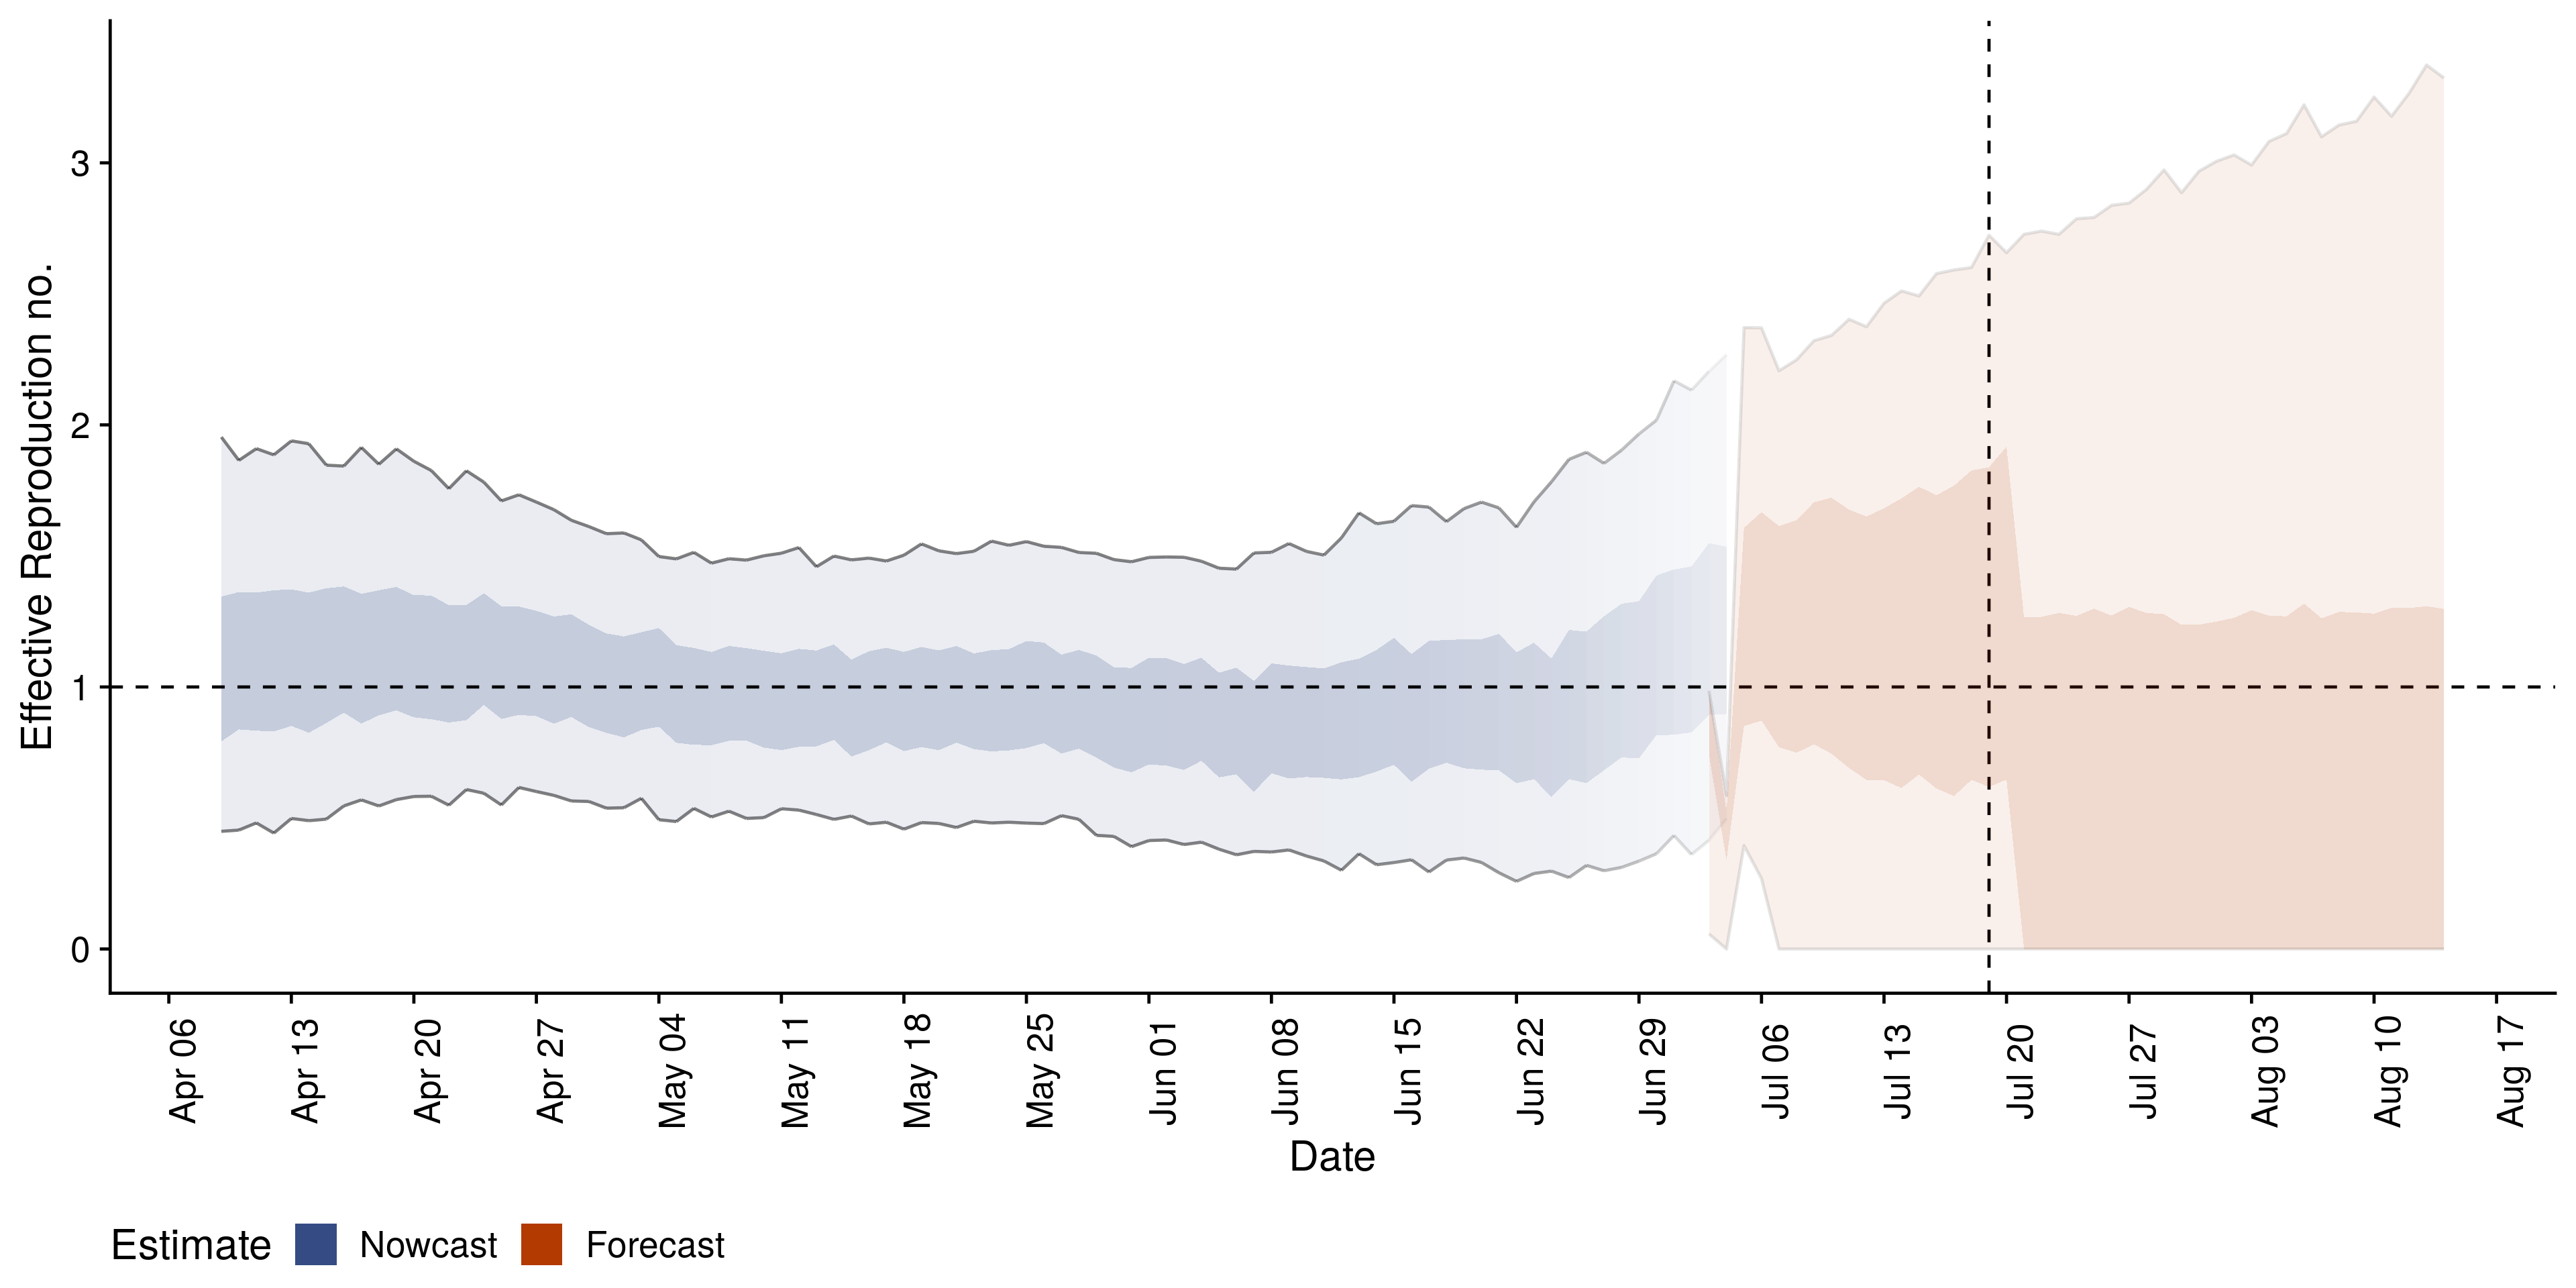 Effective Reproduction no.
3
2
1
0
Apr 06
Apr 13
Apr 20
Apr 27
May 04
May 11
May 18
May 25
Jun 01
Jun 08
Jun 15
Jun 22
Jun 29
Jul 06
Jul 13
Jul 20
Jul 27
Aug 03
Aug 10
Aug 17
Date
Estimate Nowcast Forecast